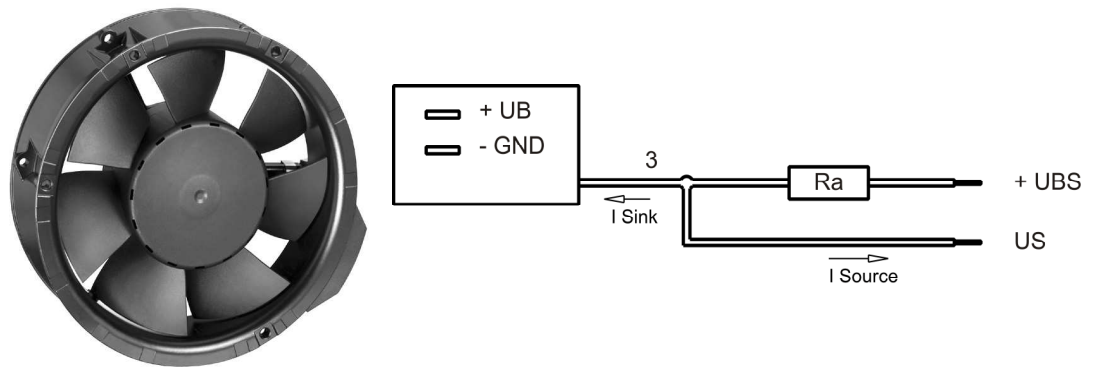 + UB
- GND
3
Ra
+ UBS
I Sink
US
I Source